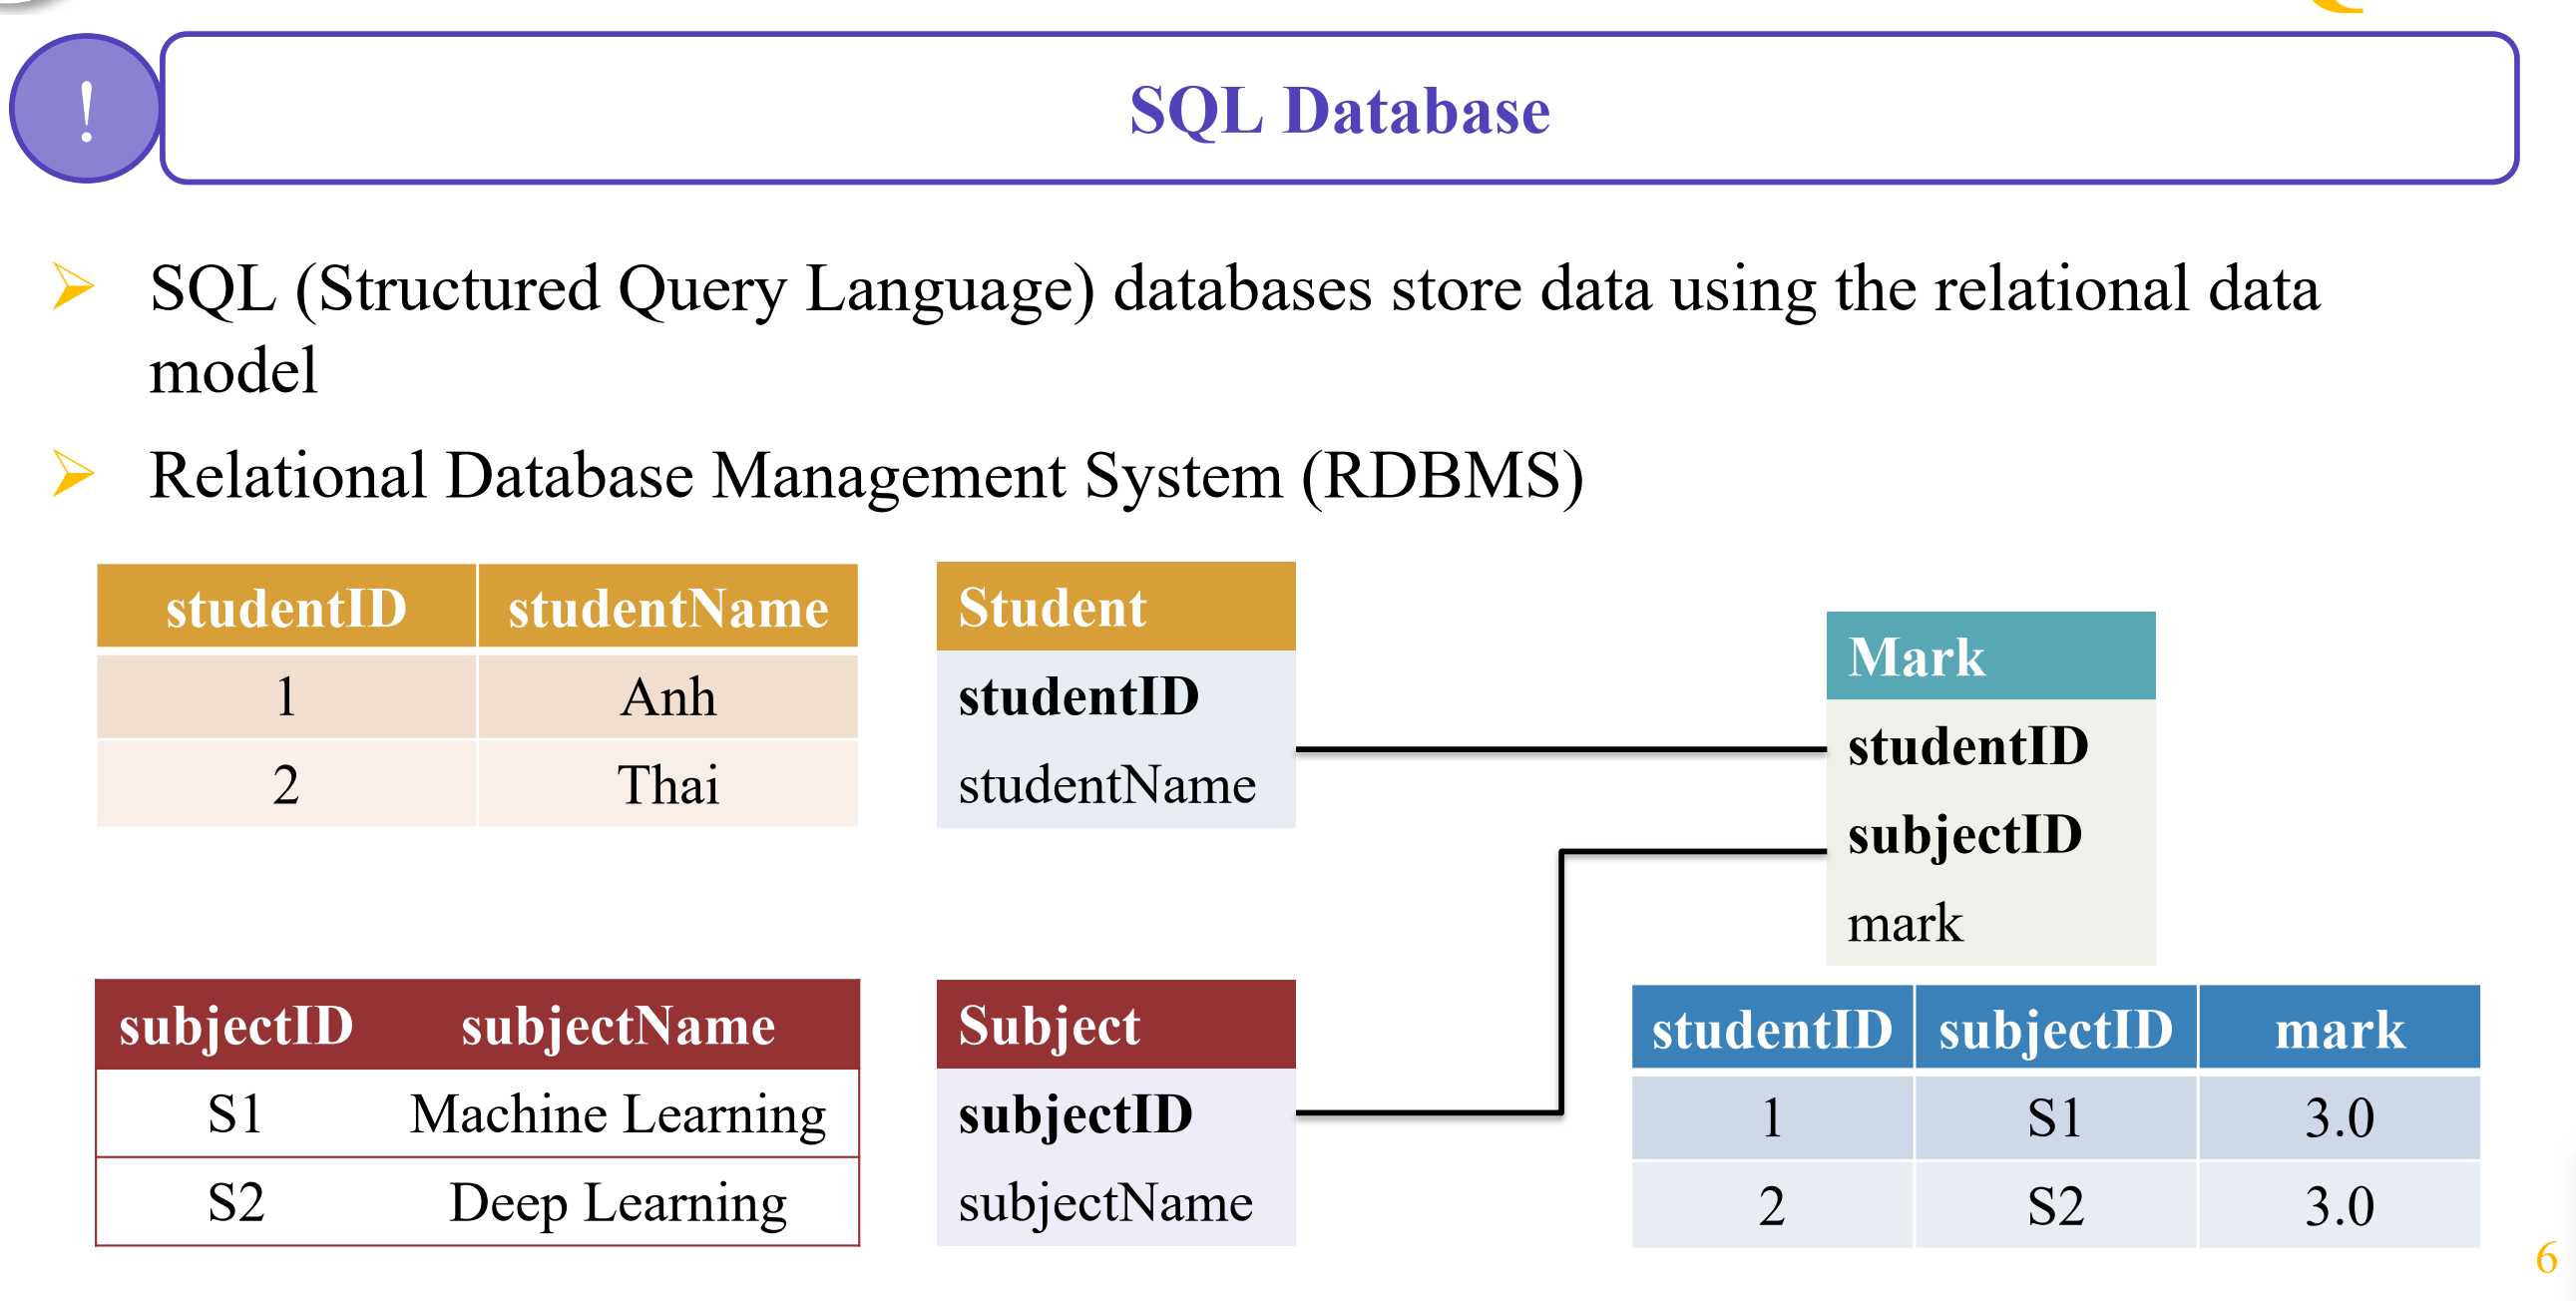 !
SQL Database
SQL (Structured Query Language) databases store data using the relational data
model
Relational Database Management System (RDBMS)
studentID studentName
1 Anh
2 Thai
Student
studentID
studentName
Mark
studentID
subjectID
mark
subjectID subjectName
S1 Machine Learning
S2 Deep Learning
Subject
subjectID
subjectName
studentID subjectID mark
1 S1 3.0
2 S2 3.0
6